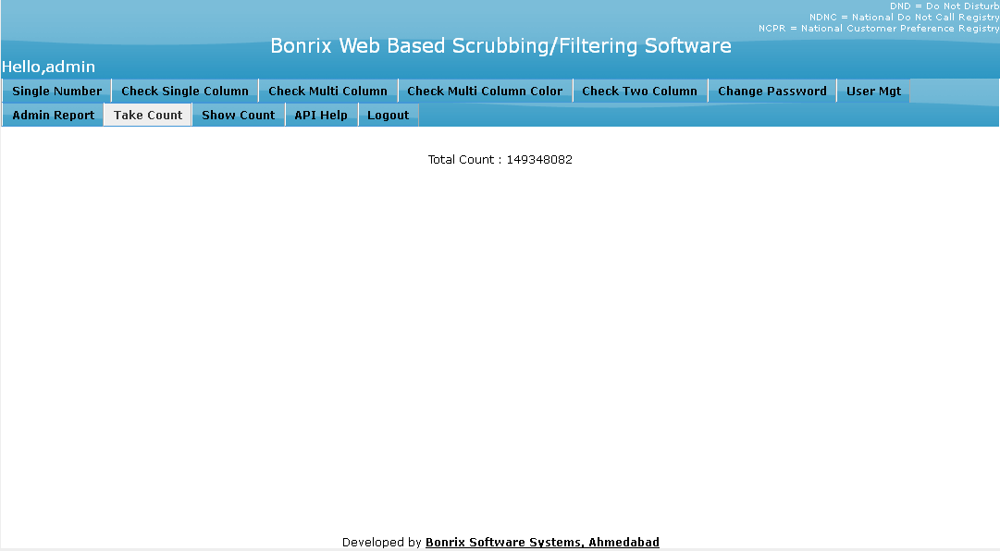 DND = Do Not Disturb
NDNC = National Do Not Call Registry
NCPR = National Customer Preference Registry
Bonrix Web Based Scrubbing/Filtering Software
Hello,admin
Single Number Check Single Column Check Multi Column Check Multi Column Color Check Two Column Change Password User Mgt
Admin Report Take Count Show Count API Help Logout
Total Count : 149348082
Developed by Bonrix Software Systems, Ahmedabad